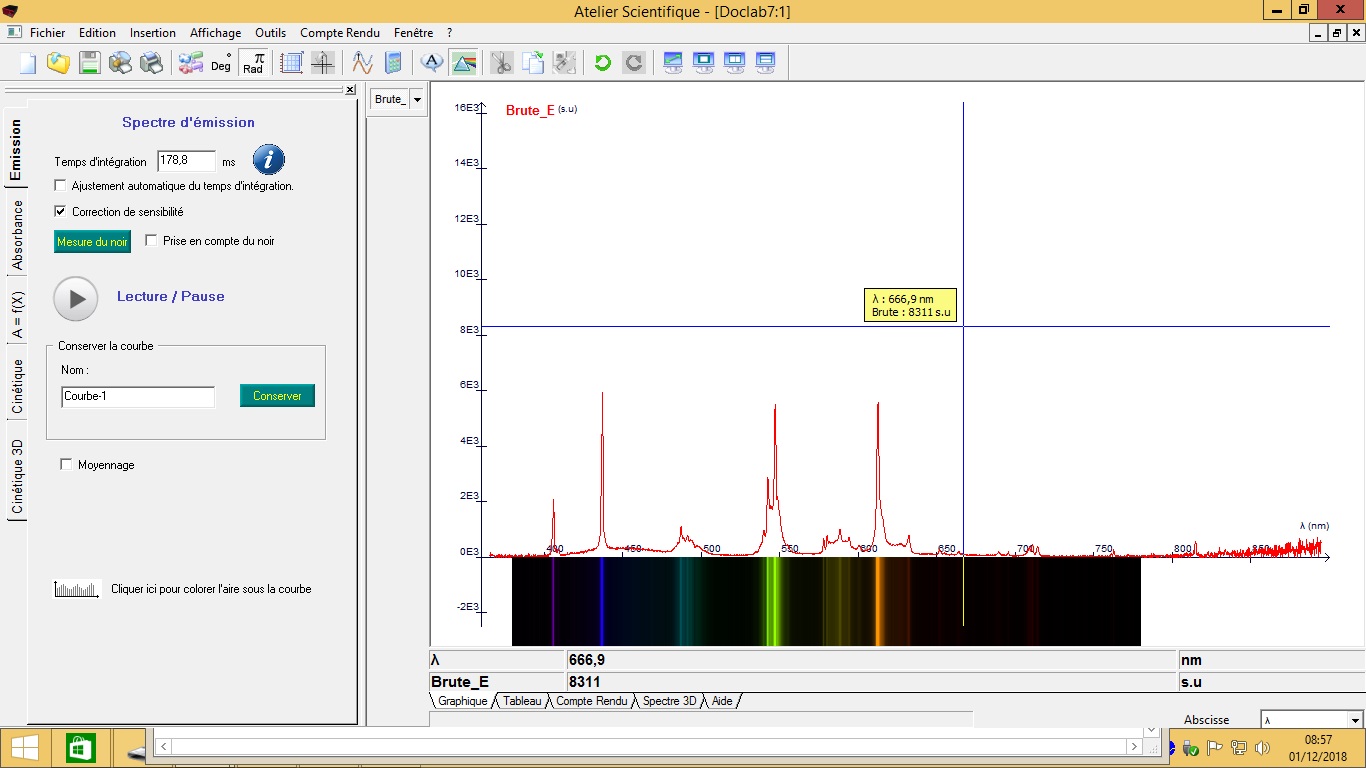 Atelier Scientifique - [Doclab7:1]
Fichier Edition Insertion Affichage Outils Compte Rendu Fenêtre ?
Deg π Rad
Spectre d'émission
Temps d'intégration 178,8 ms
Ajustement automatique du temps d'intégration.
Correction de sensibilité
Mesure du noir Prise en compte du noir
Lecture / Pause
Conserver la courbe
Nom :
Courbe-1 Conserver
Moyennage
Cliquer ici pour colorer l'aire sous la courbe
Emission
Absorbance
A = f(X)
Cinétique
Cinétique 3D
Brute_
Brute_E (s.u)
16E3
14E3
12E3
10E3
8E3
6E3
4E3
2E3
0E3
-2E3
λ : 666,9 nm
Brute : 8311 s.u
λ (nm)
400 450 500 550 600 650 700 750 800 850
λ 666,9 nm
Brute_E 8311 s.u
Graphique Tableau Compte Rendu Spectre 3D Aide
Abscisse λ
08:57
01/12/2018